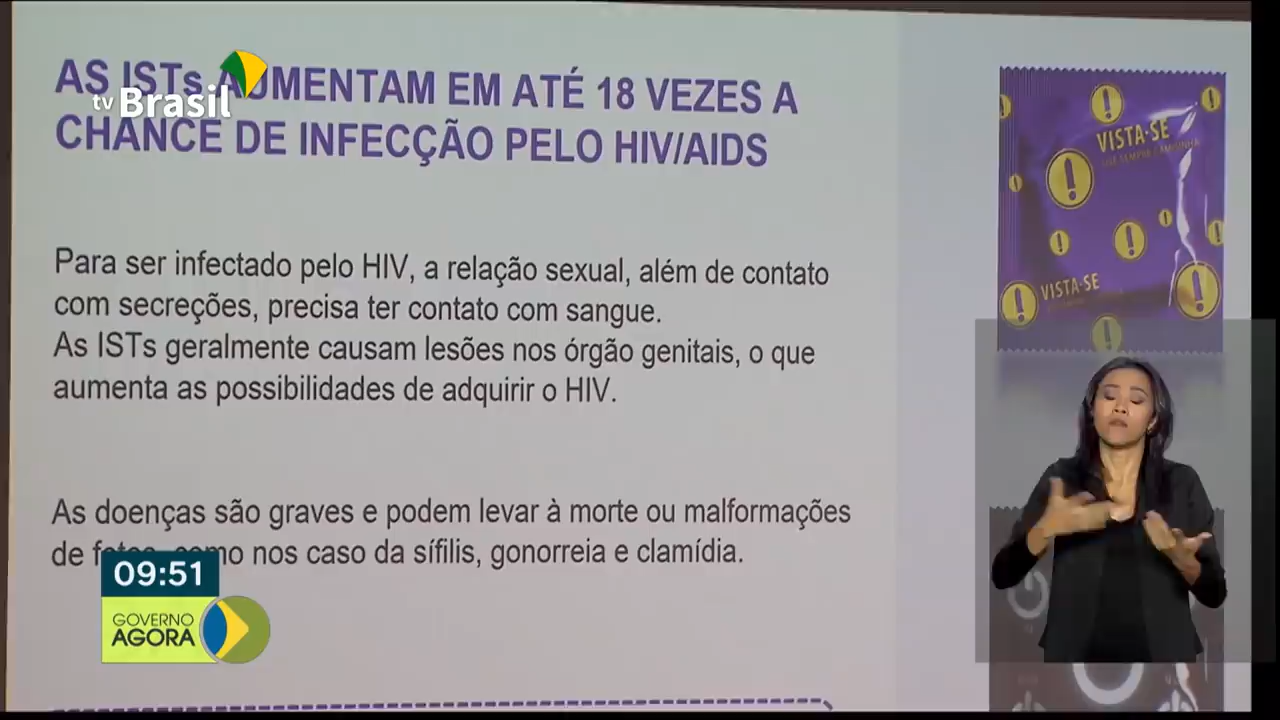 AS ISTs AUMENTAM EM ATÉ 18 VEZES A
CHANCE DE INFECÇÃO PELO HIV/AIDS
tv Brasil
Para ser infectado pelo HIV, a relação sexual, além de contato
com secreções, precisa ter contato com sangue.
As ISTs geralmente causam lesões nos órgão genitais, o que
aumenta as possibilidades de adquirir o HIV.
As doenças são graves e podem levar à morte ou malformações
de fetos, como nos caso da sífilis, gonorreia e clamídia.
09:51
GOVERNO
AGORA
VISTA-SE
VISTA-SE